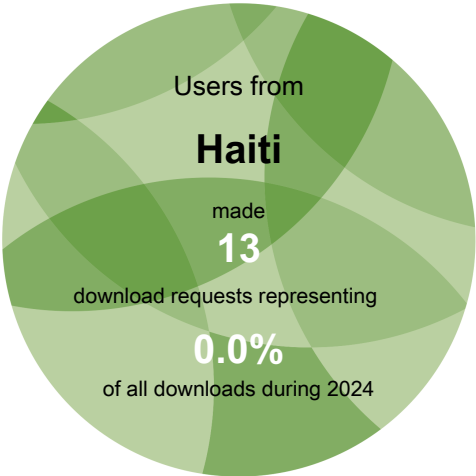 Users from
Haiti
made
13
download requests representing
0.0%
of all downloads during 2024